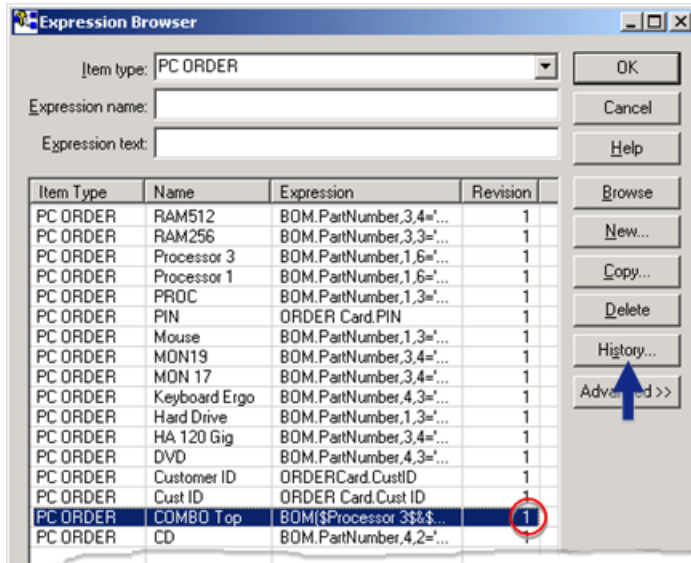 Expression Browser
Item type: PC ORDER
OK
Expression name:
Cancel
Expression text:
Help
Item Type Name Expression Revision
Browse
PC ORDER RAM512 BOM.PartNumber,3,4='... 1
PC ORDER RAM256 BOM.PartNumber,3,3='... 1
New...
PC ORDER Processor 3 BOM.PartNumber,1,6='... 1
PC ORDER Processor 1 BOM.PartNumber,1,6='... 1
Copy...
PC ORDER PROC BOM.PartNumber,1,3='... 1
PC ORDER PIN ORDER Card.PIN 1
Delete
PC ORDER Mouse BOM.PartNumber,1,3='... 1
PC ORDER MON19 BOM.PartNumber,3,4='... 1
History...
PC ORDER MON 17 BOM.PartNumber,3,4='... 1
PC ORDER Keyboard Ergo BOM.PartNumber,4,3='... 1
Advanced >>
PC ORDER Hard Drive BOM.PartNumber,1,3='... 1
PC ORDER HA 120 Gig BOM.PartNumber,3,4='... 1
PC ORDER DVD BOM.PartNumber,4,3='... 1
PC ORDER Customer ID ORDERCard.CustID 1
PC ORDER Cust ID ORDER Card.Cust ID 1
PC ORDER COMBO Top BOM($Processor 3$&$... 1
PC ORDER CD BOM.PartNumber,4,2='... 1